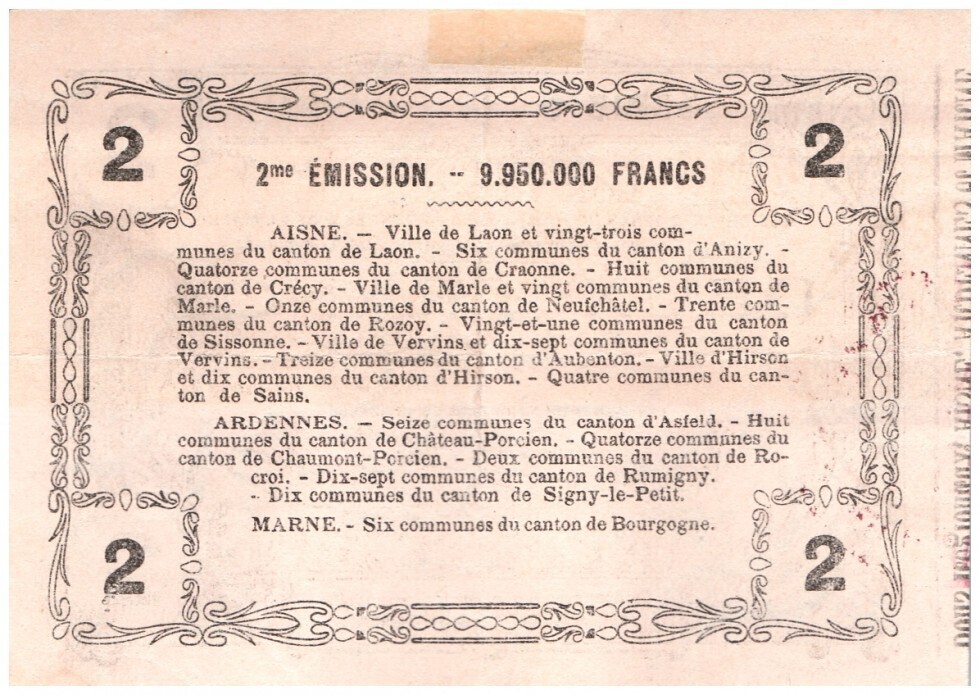 2 2
2me ÉMISSION. -- 9.950.000 FRANCS
AISNE. — Ville de Laon et vingt-trois com-
munes du canton de Laon. - Six communes du canton d'Anizy. -
Quatorze communes du canton de Craonne. - Huit communes du
canton de Crécy. - Ville de Marle et vingt communes du canton de
Marle. - Onze communes du canton de Neufchâtel. - Trente com-
munes du canton de Rozoy. - Vingt-et-une communes du canton
de Sissonne. - Ville de Vervins et dix-sept communes du canton de
Vervins. - Treize communes du canton d'Aubenton. - Ville d'Hirson
et dix communes du canton d'Hirson. - Quatre communes du can-
ton de Sains.
ARDENNES. — Seize communes du canton d'Asfeld. - Huit
communes du canton de Château-Porcien. - Quatorze communes du
canton de Chaumont-Porcien. - Deux communes du canton de Ro-
croi. - Dix-sept communes du canton de Rumigny.
- Dix communes du canton de Signy-le-Petit.
MARNE. - Six communes du canton de Bourgogne.
2 2